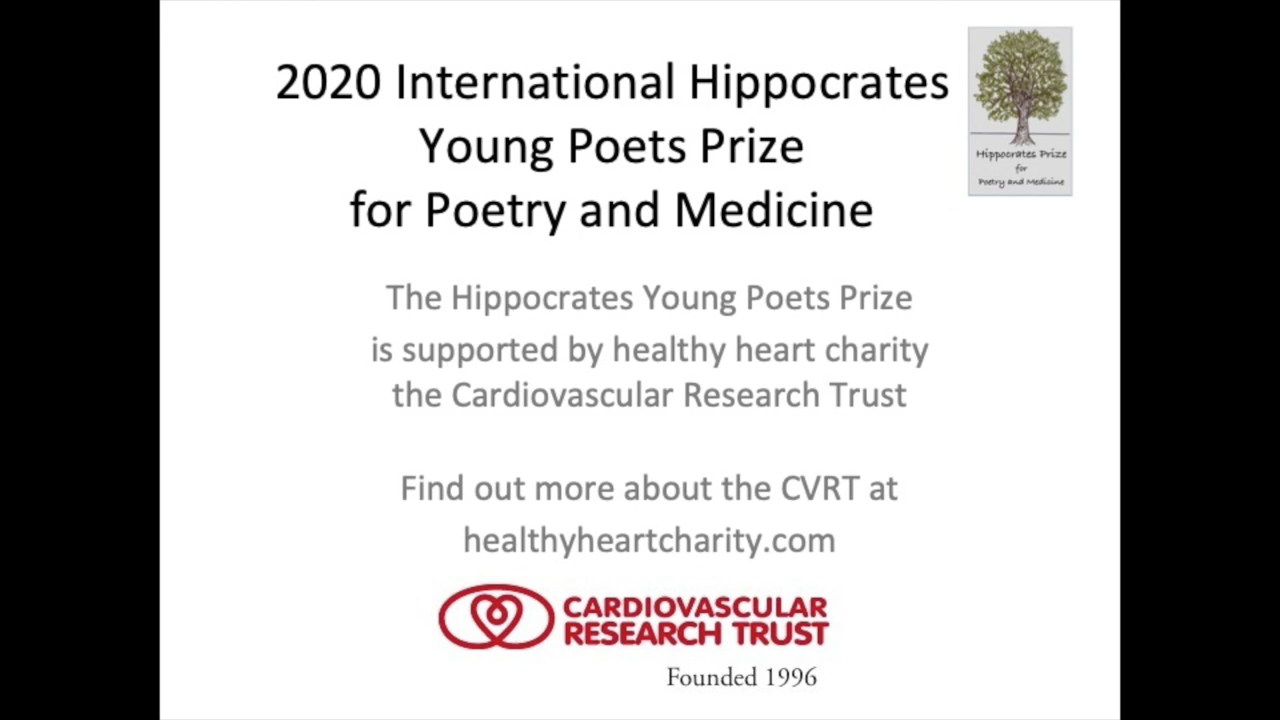 2020 International Hippocrates
Young Poets Prize
for Poetry and Medicine
Hippocrates Prize
for
Poetry and Medicine
The Hippocrates Young Poets Prize
is supported by healthy heart charity
the Cardiovascular Research Trust
Find out more about the CVRT at
healthyheartcharity.com
CARDIOVASCULAR
RESEARCH TRUST
Founded 1996